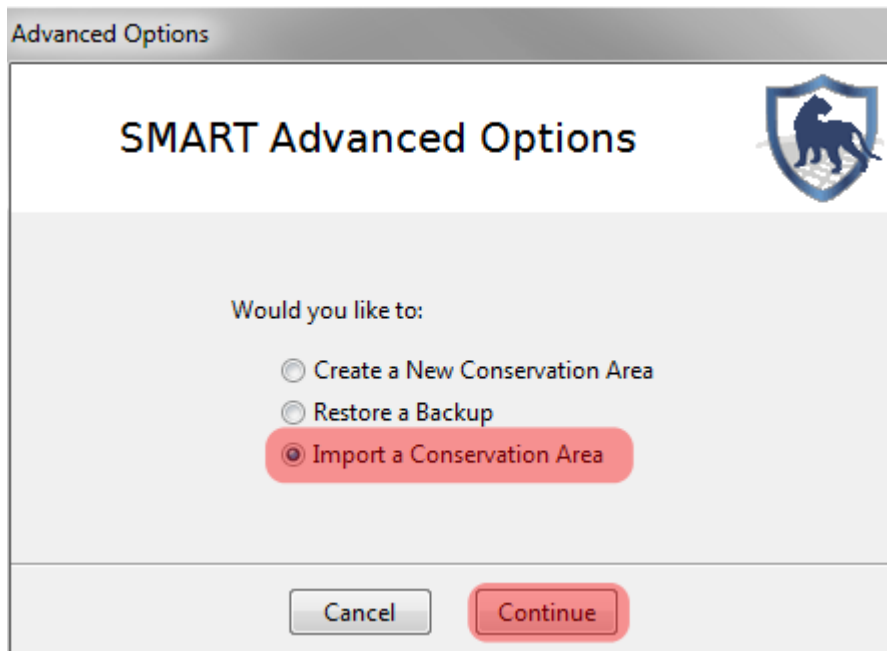 Advanced Options
SMART Advanced Options
Would you like to:
Create a New Conservation Area
Restore a Backup
Import a Conservation Area
Cancel
Continue